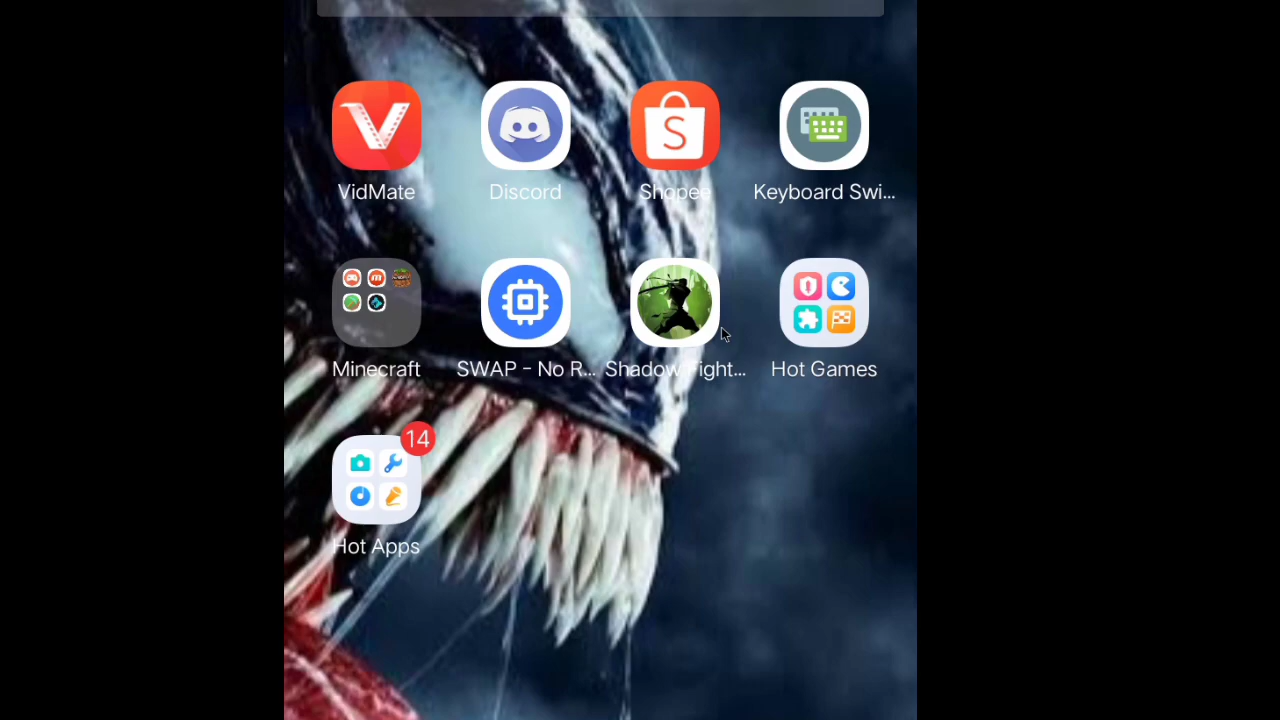 VidMate
Discord
Shopee
Keyboard Swi...
Minecraft
SWAP - No R...
Shadow Fight...
Hot Games
14
Hot Apps